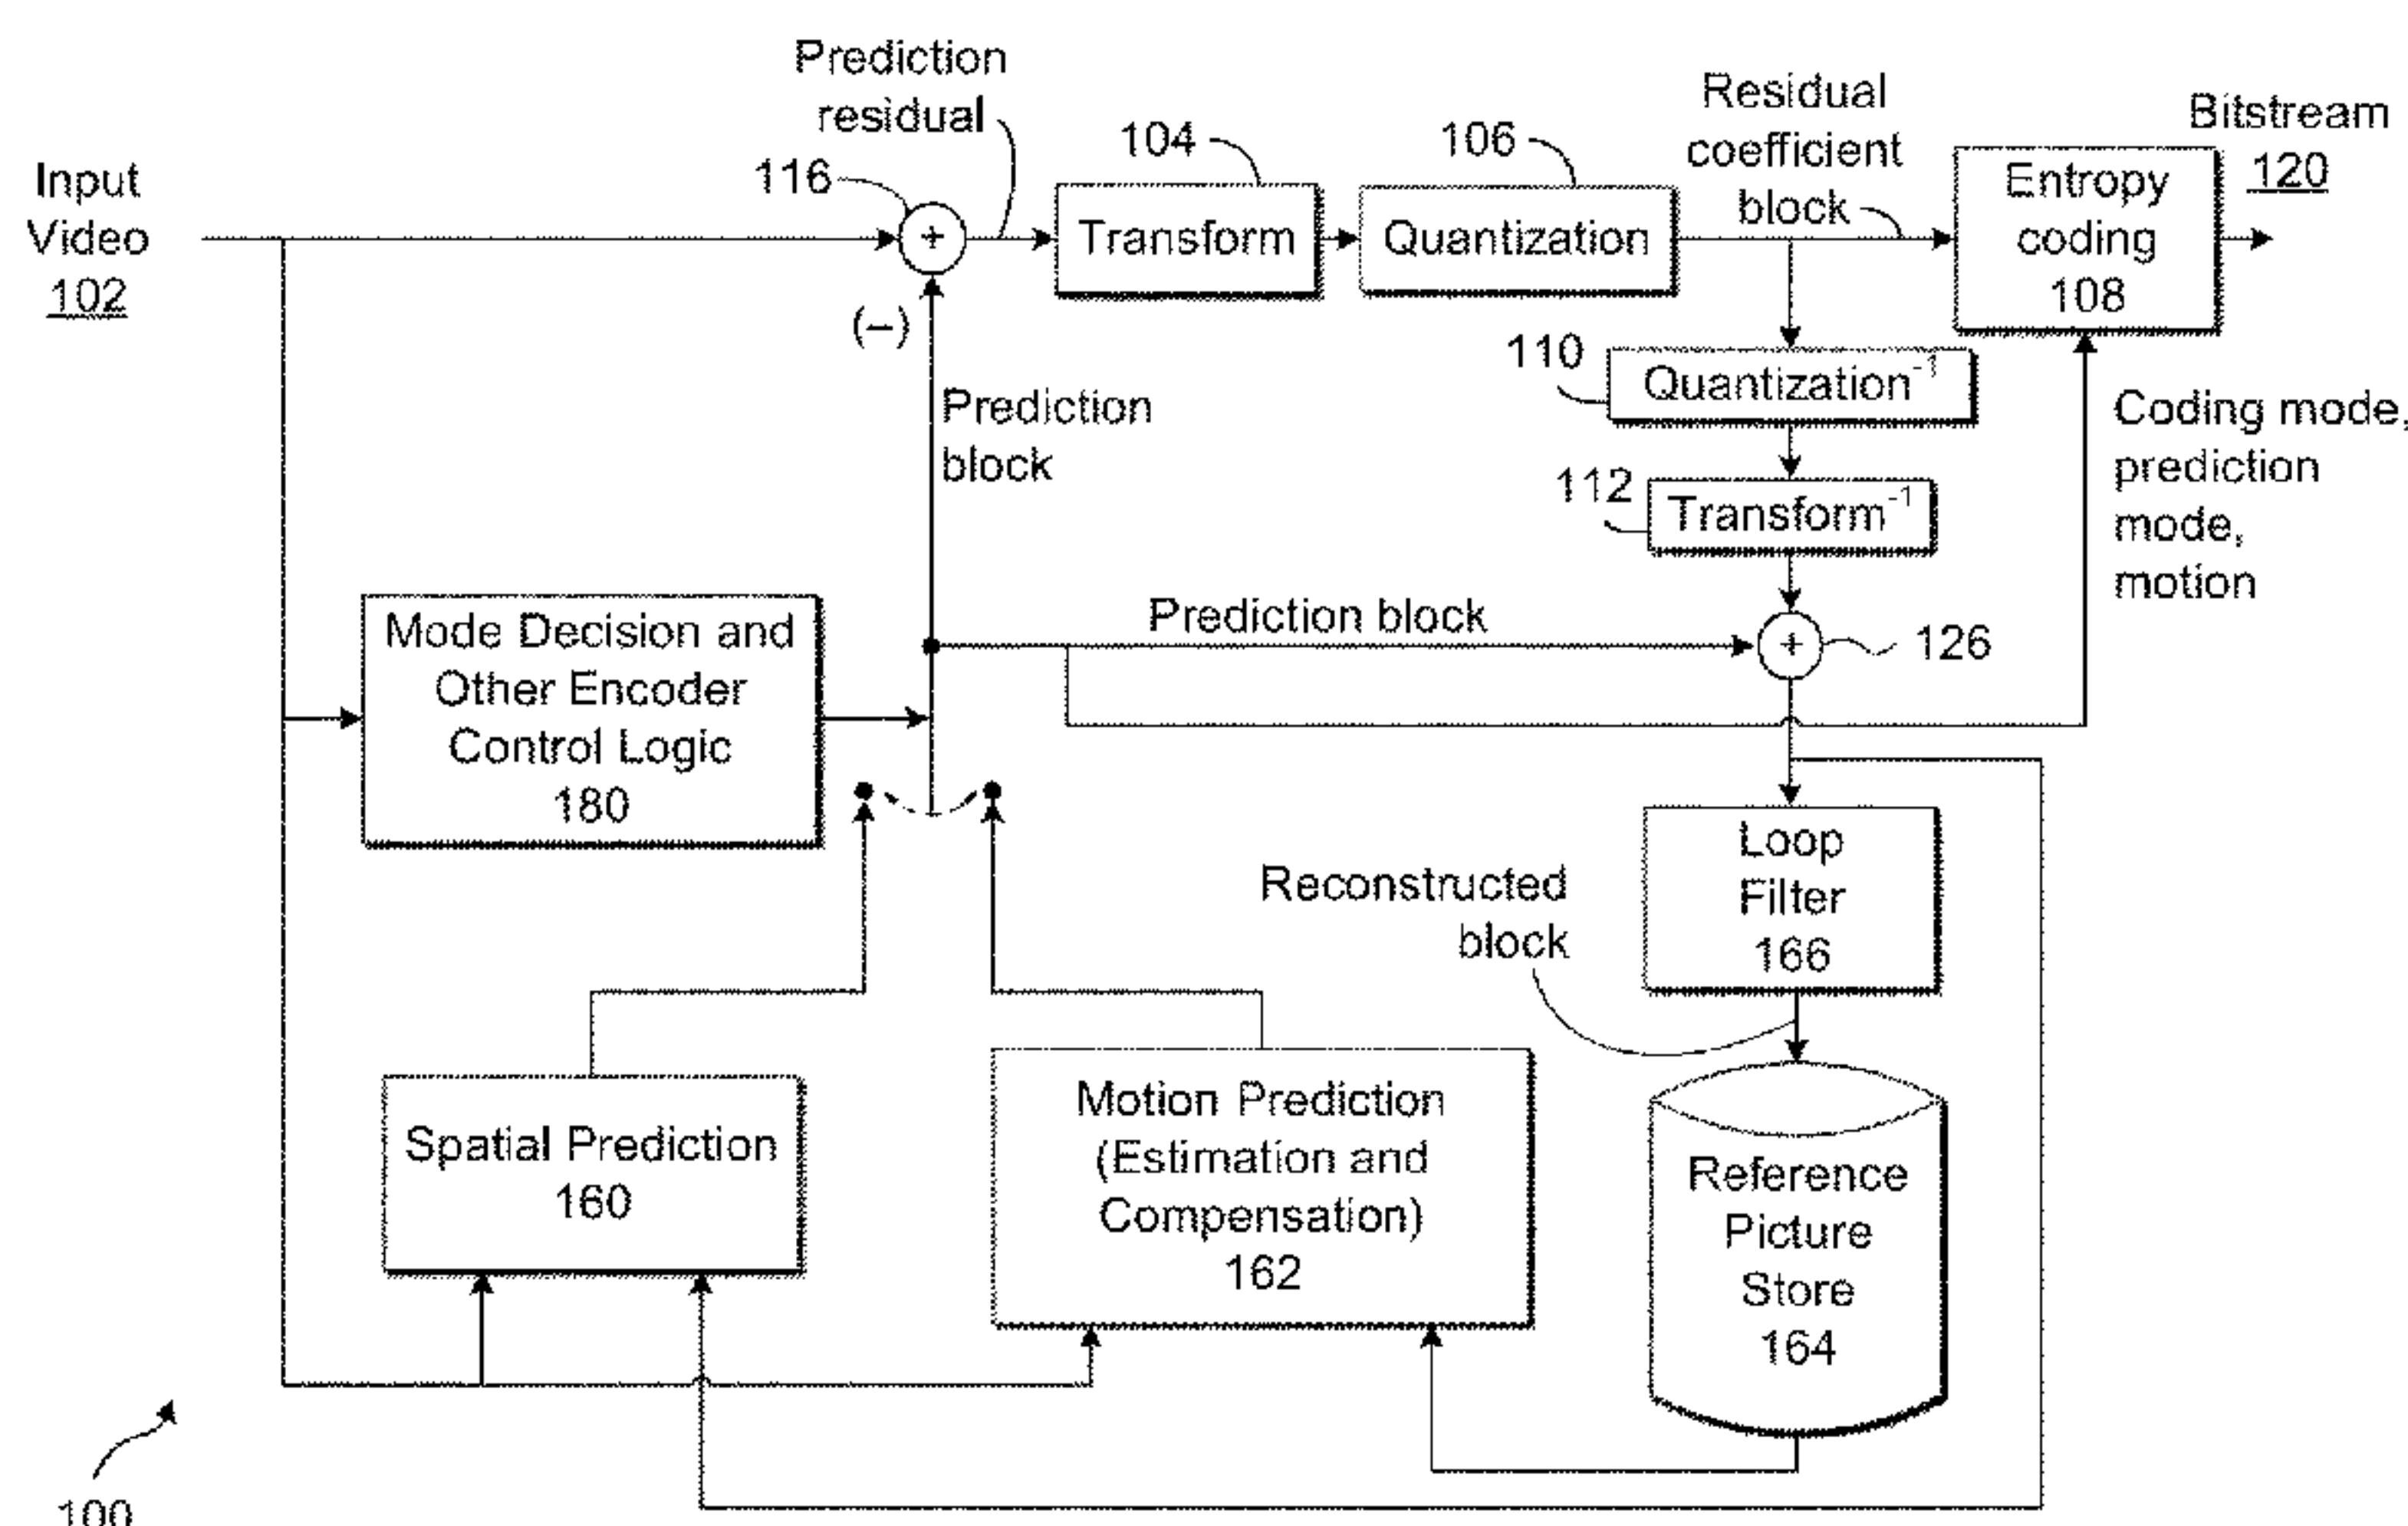 Prediction
residual
Input
Video
102
116
+
(–)
104
Transform
106
Quantization
Residual
coefficient
block
Bitstream
120
Entropy
coding
108
110
Quantization-1
112
Transform-1
Coding mode,
prediction
mode,
motion
Prediction
block
Prediction block
+
126
Mode Decision and
Other Encoder
Control Logic
180
Loop
Filter
166
Reconstructed
block
Spatial Prediction
160
Motion Prediction
(Estimation and
Compensation)
162
Reference
Picture
Store
164
100